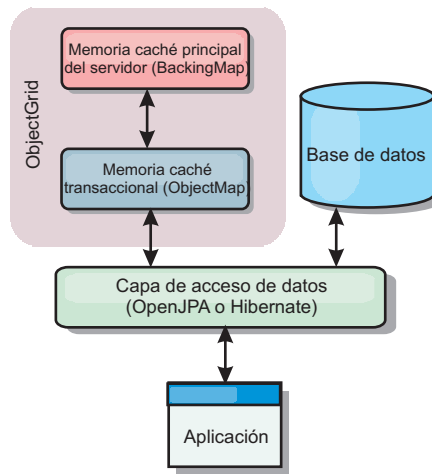 ObjectGrid
Memoria caché principal
del servidor (BackingMap)
Memoria caché
transaccional (ObjectMap)
Base de datos
Capa de acceso de datos
(OpenJPA o Hibernate)
Aplicación